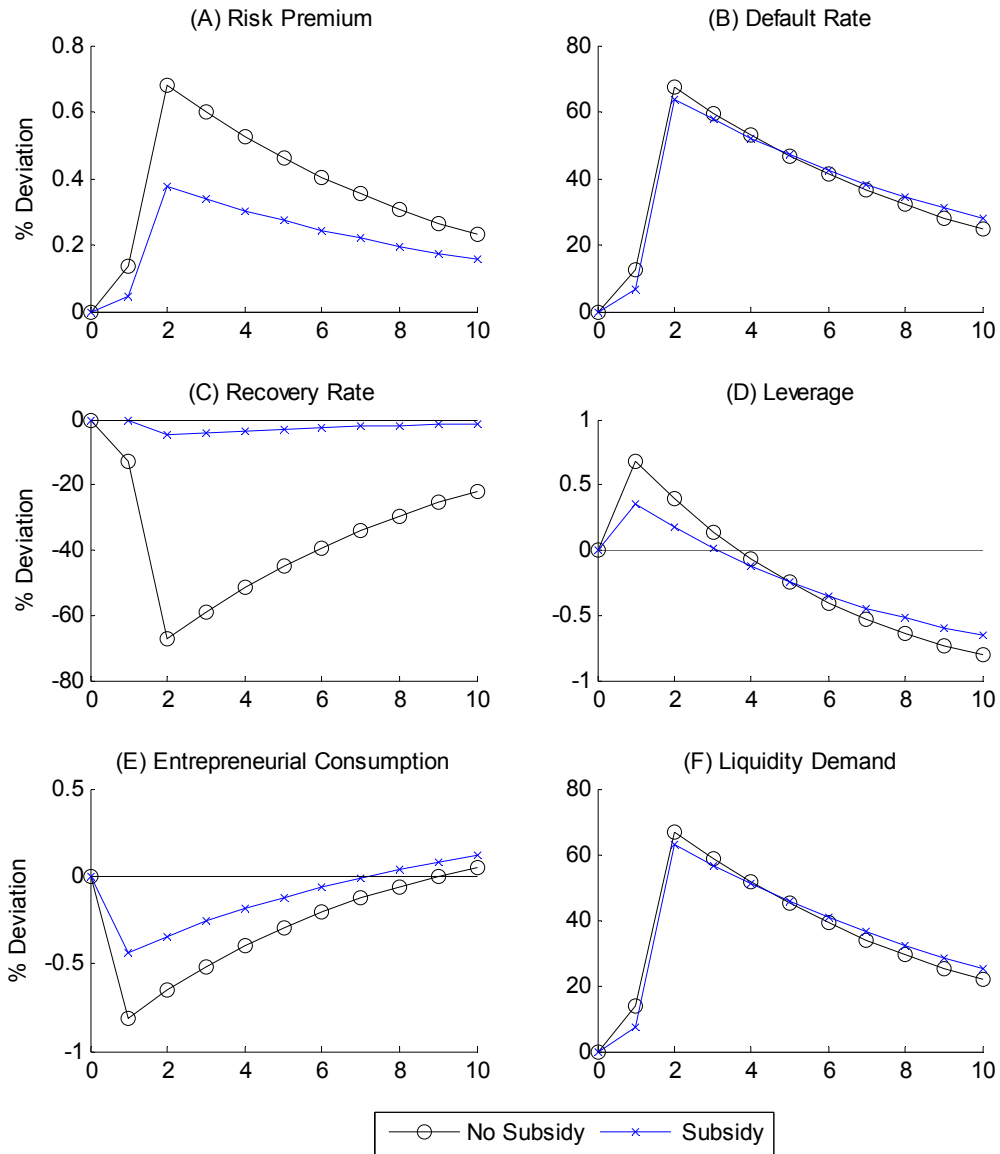 (A) Risk Premium
(B) Default Rate
% Deviation
0.8
0.6
0.4
0.2
0
0 2 4 6 8 10
80
60
40
20
0
0 2 4 6 8 10
(C) Recovery Rate
(D) Leverage
% Deviation
0
-20
-40
-60
-80
0 2 4 6 8 10
1
0.5
0
-0.5
-1
0 2 4 6 8 10
(E) Entrepreneurial Consumption
(F) Liquidity Demand
% Deviation
0.5
0
-0.5
-1
0 2 4 6 8 10
80
60
40
20
0
0 2 4 6 8 10
No Subsidy
Subsidy